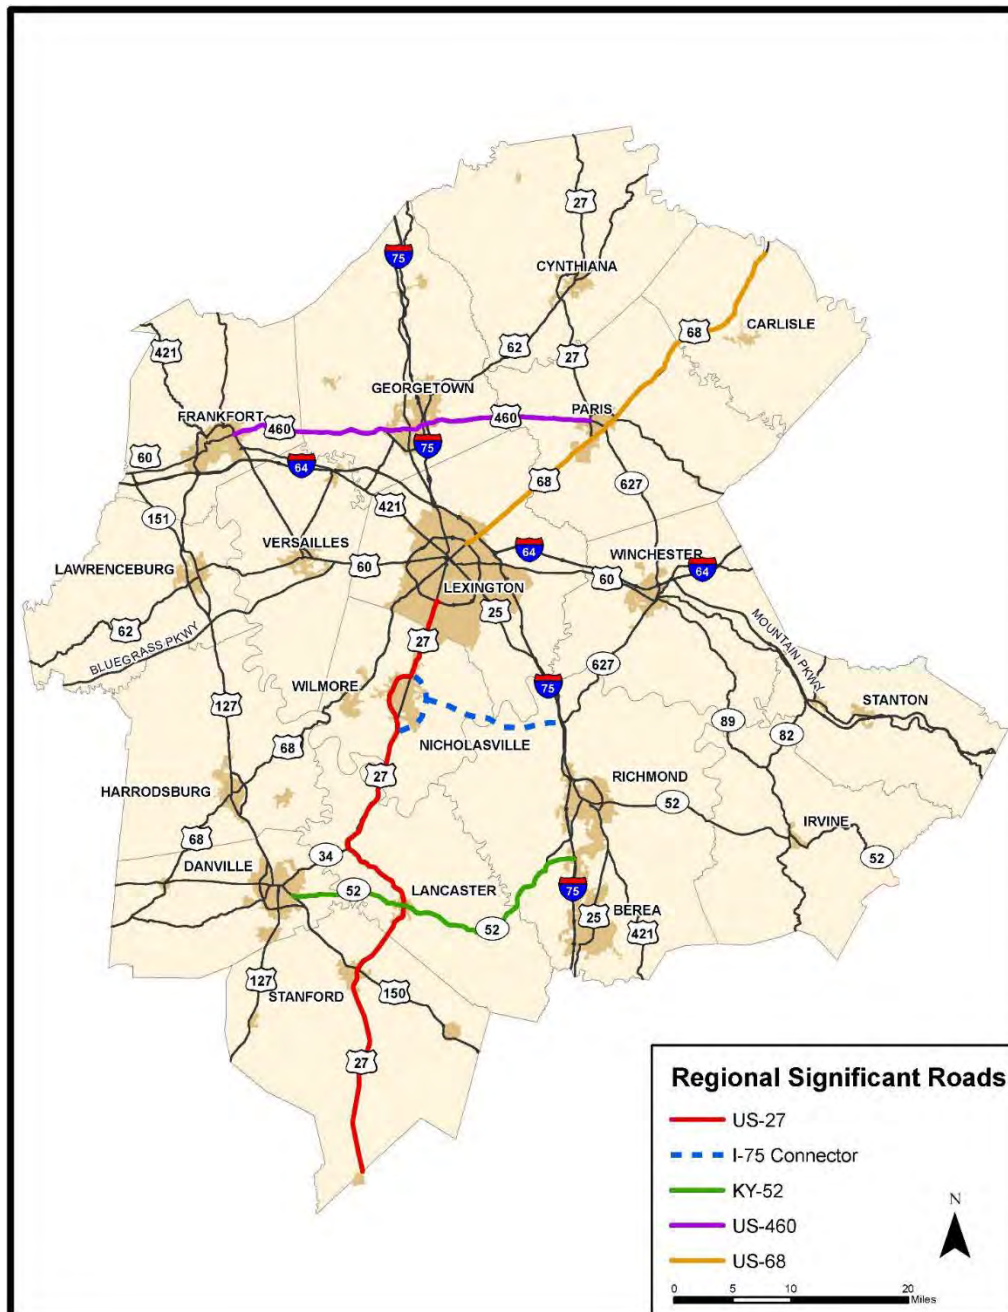 27
75
CYNTHIANA
68
CARLISLE
421
62
27
GEORGETOWN
FRANKFORT
460
460
PARIS
75
60
64
68
627
421
151
VERSAILLES
64
WINCHESTER
64
LAWRENCEBURG
60
60
LEXINGTON
25
62
BLUEGRASS PKWY
27
627
MOUNTAIN PKWY
WILMORE
75
STANTON
127
89
82
68
NICHOLASVILLE
27
RICHMOND
HARRODSBURG
52
IRVINE
68
34
52
DANVILLE
52
LANCASTER
75
BEREA
25
52
421
127
STANFORD
150
27
Regional Significant Roads
US-27
I-75 Connector
KY-52
US-460
US-68
N
0 5 10 20
Miles